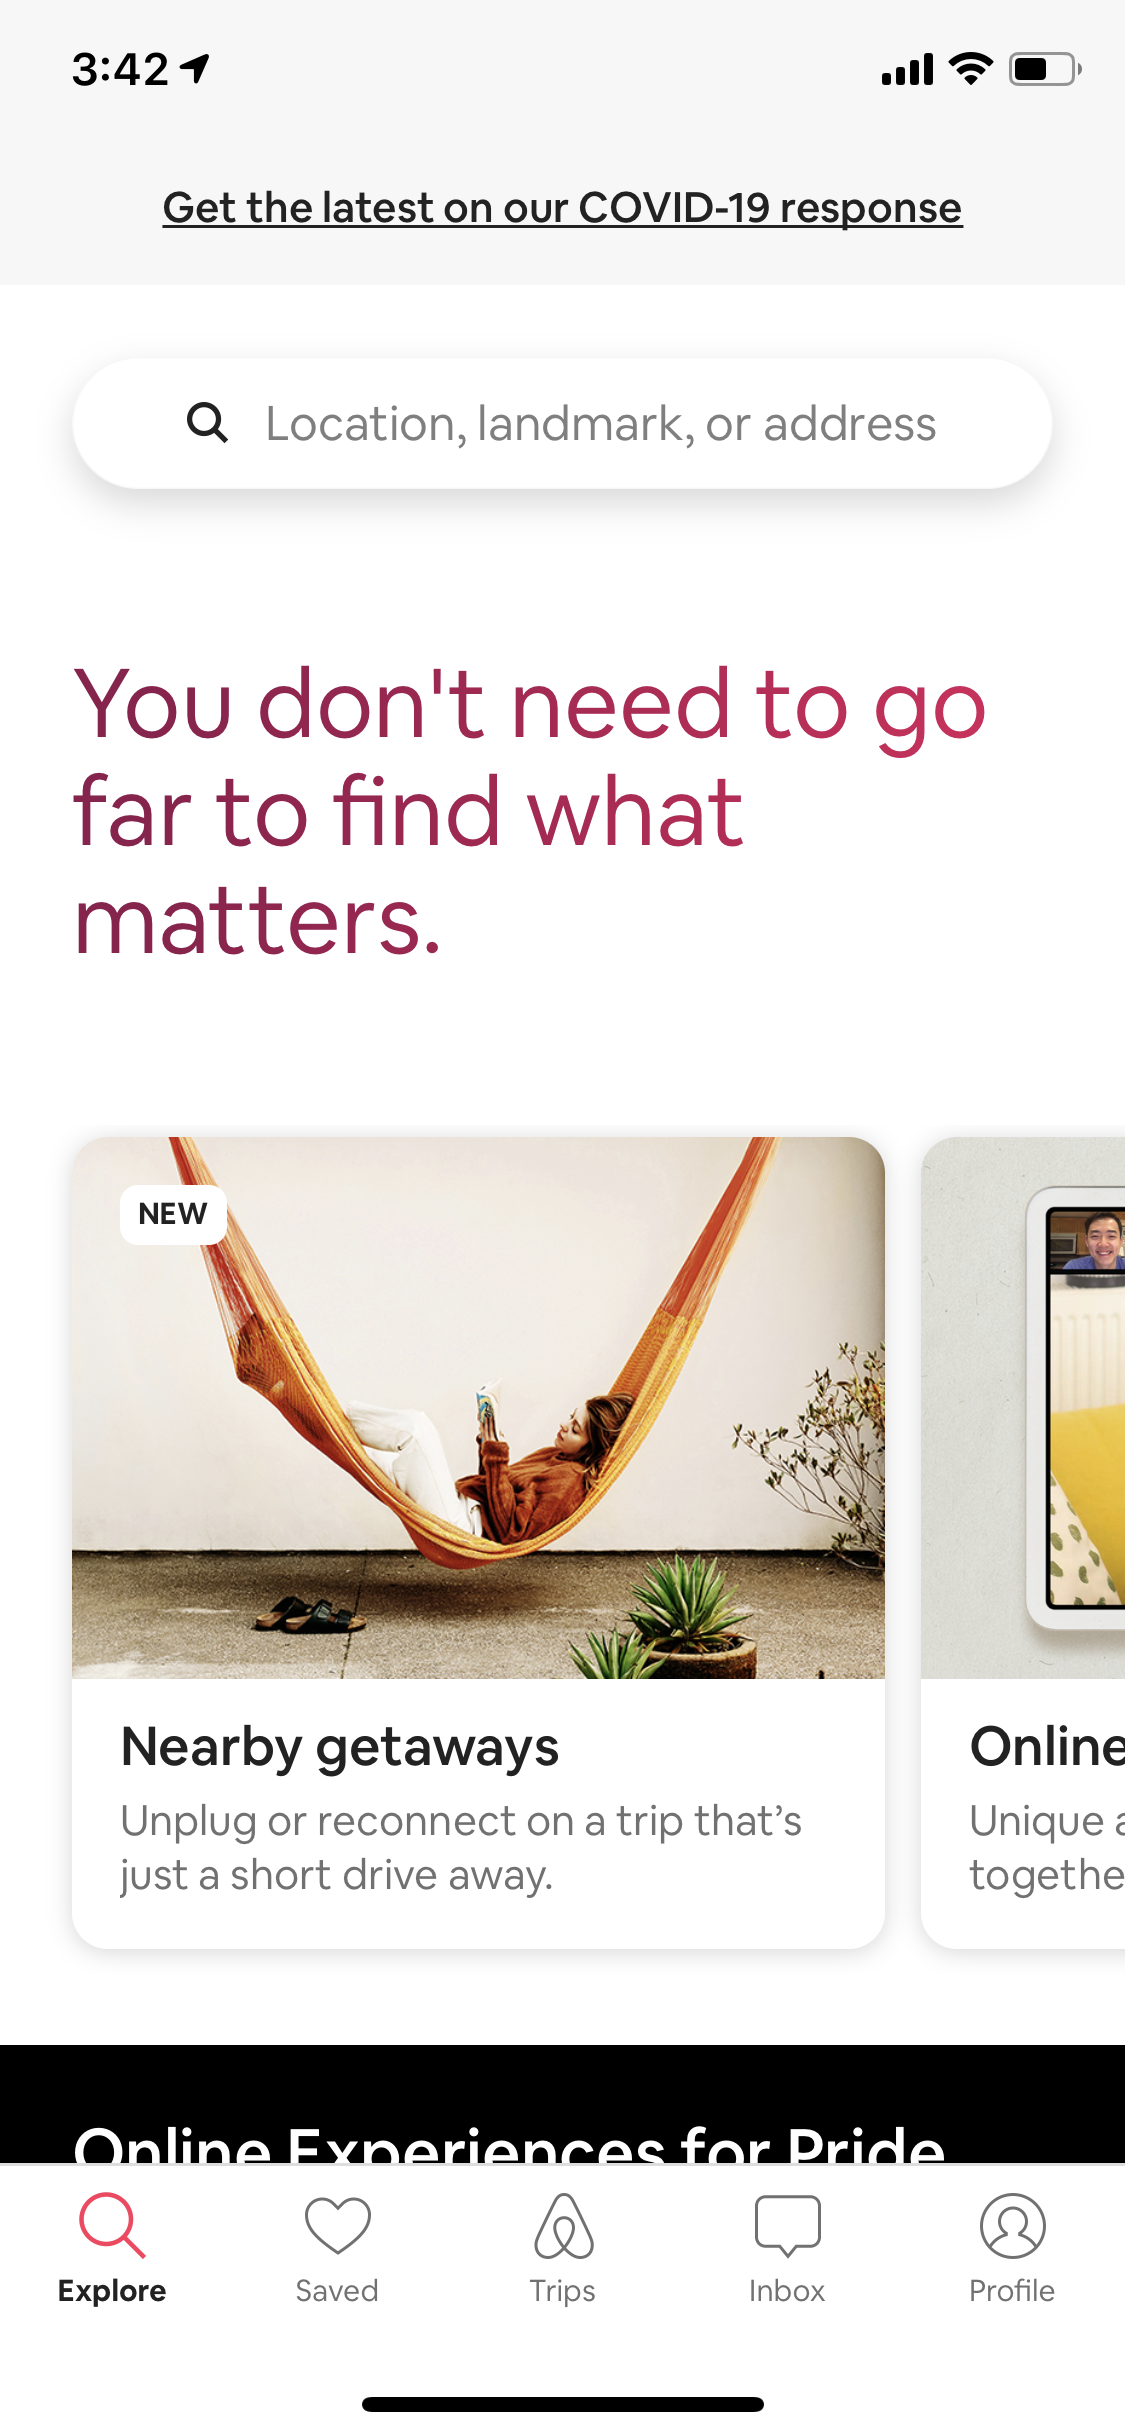 3:42
Get the latest on our COVID-19 response
Location, landmark, or address
You don't need to go
far to find what
matters.
NEW
Nearby getaways
Unplug or reconnect on a trip that’s
just a short drive away.
Online
Unique
togethe
Online Experiences for Pride
Explore
Saved
Trips
Inbox
Profile